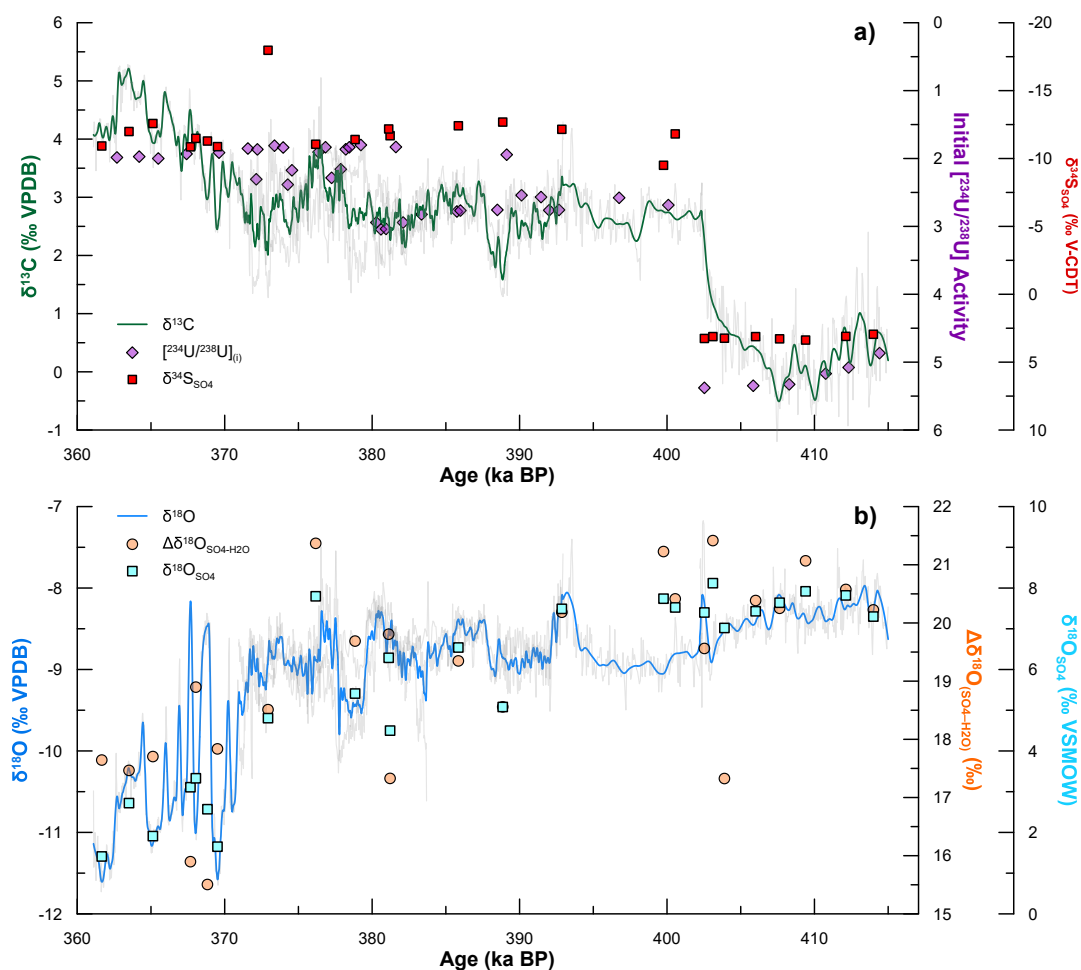 a)
6
5
4
3
2
1
0
-1
δ¹³C (‰ VPDB)
0
1
2
3
4
5
6
Initial [²³⁴U/²³⁸U] Activity
-20
-15
-10
-5
0
5
10
δ³⁴S_SO4 (‰ V-CDT)
δ¹³C
[²³⁴U/²³⁸U]₍ᵢ₎
δ³⁴S_SO4
360 370 380 390 400 410
Age (ka BP)
b)
-7
-8
-9
-10
-11
-12
δ¹⁸O (‰ VPDB)
δ¹⁸O
Δδ¹⁸O_SO4-H2O
δ¹⁸O_SO4
22
21
20
19
18
17
16
15
Δδ¹⁸O_(SO4–H2O) (‰)
10
8
6
4
2
0
δ¹⁸O_SO4 (‰ VSMOW)
360 370 380 390 400 410
Age (ka BP)